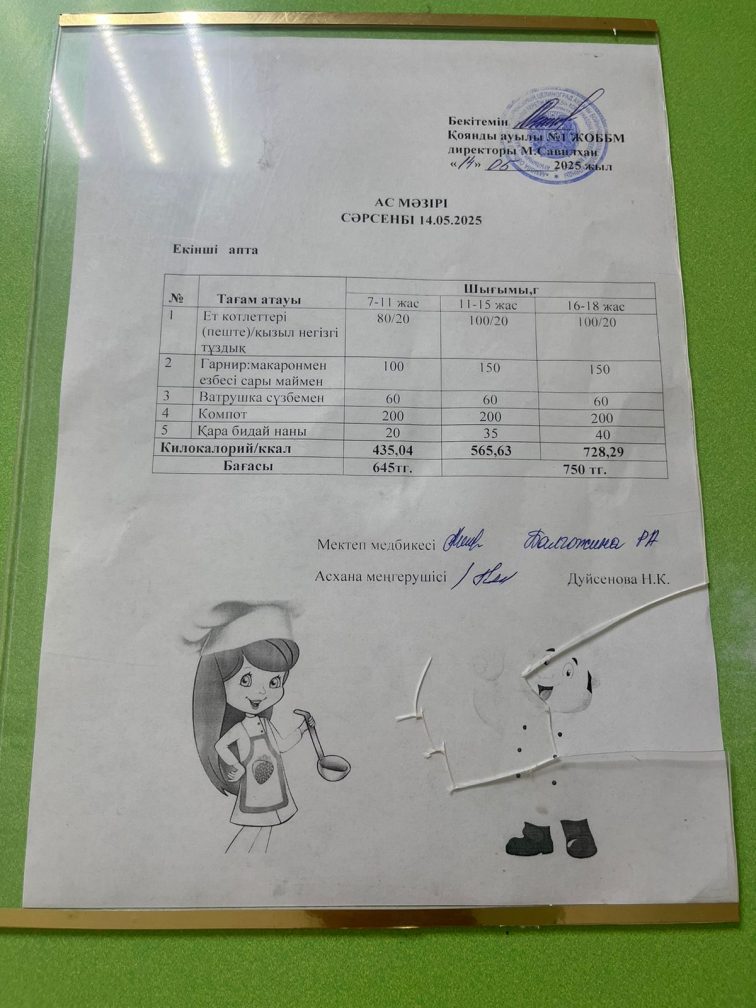 Бекітемін
Қоянды ауылы №1 ЖОББМ
директоры М.Савилхан
«14» 05 2025 жыл
АС МӘЗІРІ
СӘРСЕНБІ 14.05.2025
Екінші апта
№ Тағам атауы Шығымы,г
7-11 жас 11-15 жас 16-18 жас
1 Ет котлеттері 80/20 100/20 100/20
(пеште)/қызыл негізгі
тұздық
2 Гарнир:макаронмен 100 150 150
езбесі сары маймен
3 Ватрушка сүзбемен 60 60 60
4 Компот 200 200 200
5 Қара бидай наны 20 35 40
Килокалорий/ккал 435,04 565,63 728,29
Бағасы 645тг. 750 тг.
Мектеп медбикесі Балгожина РА
Асхана меңгерушісі Дуйсенова Н.К.